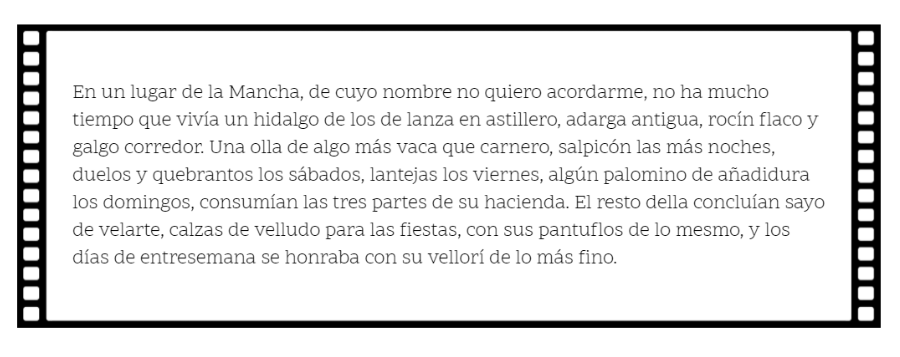 En un lugar de la Mancha, de cuyo nombre no quiero acordarme, no ha mucho
tiempo que vivía un hidalgo de los de lanza en astillero, adarga antigua, rocín flaco y
galgo corredor. Una olla de algo más vaca que carnero, salpicón las más noches,
duelos y quebrantos los sábados, lantejas los viernes, algún palomino de añadidura
los domingos, consumían las tres partes de su hacienda. El resto della concluían sayo
de velarte, calzas de velludo para las fiestas, con sus pantuflos de lo mesmo, y los
días de entresemana se honraba con su vellorí de lo más fino.